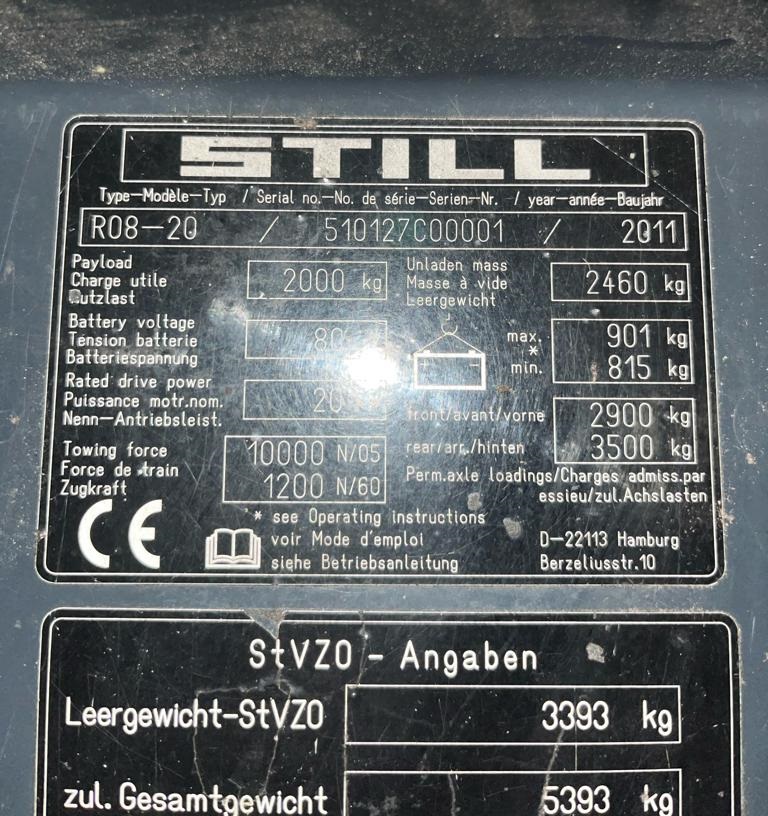 STILL
Type-Modèle-Typ / Serial no.-No. de série-Serien-Nr. / year-année-Baujahr
R08-20 / 510127C00001 / 2011
Payload
Charge utile 2000 kg
Nutzlast
Unladen mass
Masse à vide 2460 kg
Leergewicht
Battery voltage
Tension batterie 80
Batteriespannung
max. 901 kg
*
min. 815 kg
Rated drive power
Puissance motr.nom. 20
Nenn-Antriebsleist.
front/avant/vorne 2900 kg
rear/arr./hinten 3500 kg
Perm.axle loadings/Charges admiss.par
essieu/zul.Achslasten
Towing force 10000 N/05
Force de train
Zugkraft 1200 N/60
CE
* see Operating instructions
voir Mode d'emploi
siehe Betriebsanleitung
D-22113 Hamburg
Berzeliusstr.10
StVZO - Angaben
Leergewicht-StVZO 3393 kg
zul. Gesamtgewicht 5393 kg